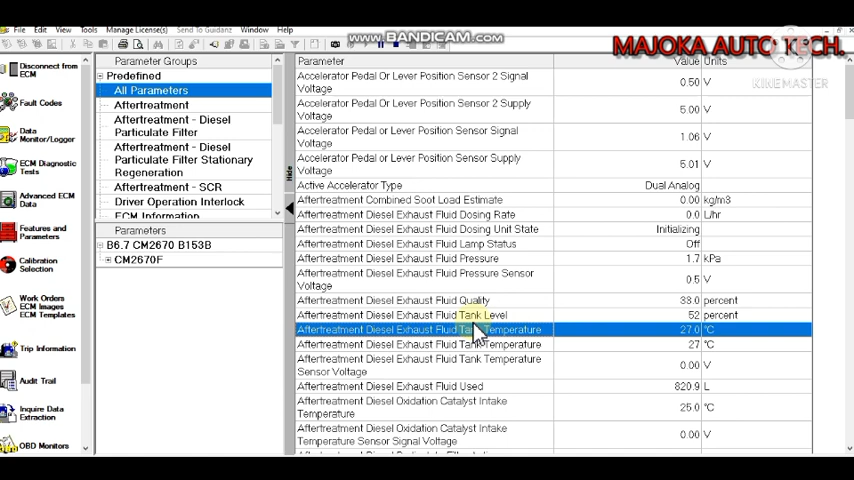 File Edit Tools Manage License(s) Send To Guidanz Window Help
www.BANDICAM.com
MAJOKA AUTO TECH.
KINEMASTER
Disconnect from
ECM
Fault Codes
Data
Monitor/Logger
ECM Diagnostic
Tests
Advanced ECM
Data
Features and
Parameters
Calibration
Selection
Work Orders
ECM Images
ECM Templates
Trip Information
Audit Trail
Inquire Data
Extraction
OBD Monitors
Parameter Groups
Predefined
All Parameters
Aftertreatment
Aftertreatment - Diesel
Particulate Filter
Aftertreatment - Diesel
Particulate Filter Stationary
Regeneration
Aftertreatment - SCR
Driver Operation Interlock
ECM Information
Parameters
B6.7 CM2670 B153B
CM2670F
Hide
Parameter Value Units
Accelerator Pedal Or Lever Position Sensor 2 Signal
Voltage 0.50 V
Accelerator Pedal Or Lever Position Sensor 2 Supply
Voltage 5.00 V
Accelerator Pedal or Lever Position Sensor Signal
Voltage 1.06 V
Accelerator Pedal or Lever Position Sensor Supply
Voltage 5.01 V
Active Accelerator Type Dual Analog
Aftertreatment Combined Soot Load Estimate 0.00 kg/m3
Aftertreatment Diesel Exhaust Fluid Dosing Rate 0.0 L/hr
Aftertreatment Diesel Exhaust Fluid Dosing Unit State Initializing
Aftertreatment Diesel Exhaust Fluid Lamp Status Off
Aftertreatment Diesel Exhaust Fluid Pressure 1.7 kPa
Aftertreatment Diesel Exhaust Fluid Pressure Sensor
Voltage 0.5 V
Aftertreatment Diesel Exhaust Fluid Quality 33.0 percent
Aftertreatment Diesel Exhaust Fluid Tank Level 52 percent
Aftertreatment Diesel Exhaust Fluid Tank Temperature 27.0 °C
Aftertreatment Diesel Exhaust Fluid Tank Temperature 27 °C
Aftertreatment Diesel Exhaust Fluid Tank Temperature
Sensor Voltage 0.00 V
Aftertreatment Diesel Exhaust Fluid Used 820.9 L
Aftertreatment Diesel Oxidation Catalyst Intake
Temperature 25.0 °C
Aftertreatment Diesel Oxidation Catalyst Intake
Temperature Sensor Signal Voltage 0.00 V